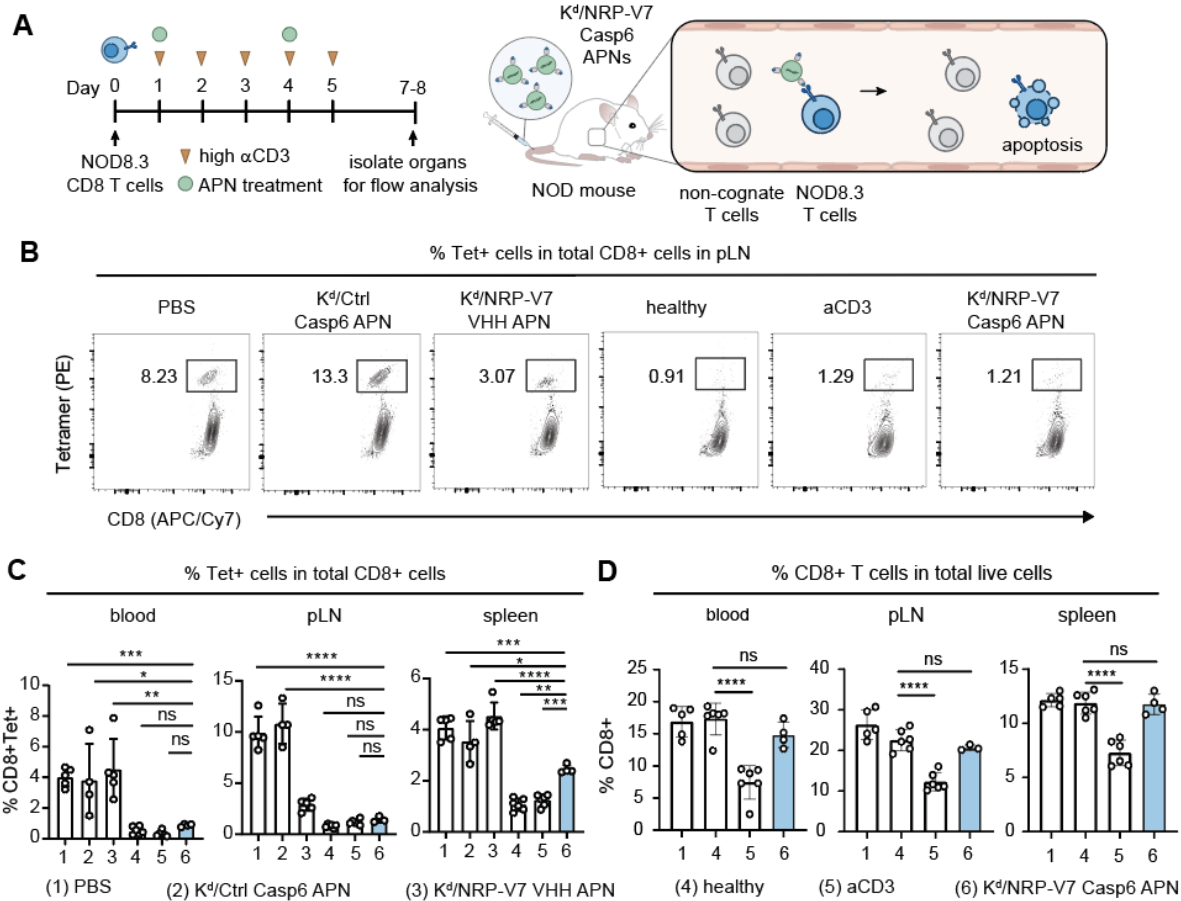 A
Day 0 1 2 3 4 5 7-8
NOD8.3
CD8 T cells
high αCD3
APN treatment
isolate organs
for flow analysis
Kᵈ/NRP-V7
Casp6
APNs
NOD mouse
apoptosis
non-cognate
T cells
NOD8.3
T cells
B
% Tet+ cells in total CD8+ cells in pLN
PBS
Kᵈ/Ctrl
Casp6 APN
Kᵈ/NRP-V7
VHH APN
healthy
aCD3
Kᵈ/NRP-V7
Casp6 APN
Tetramer (PE)
8.23
13.3
3.07
0.91
1.29
1.21
CD8 (APC/Cy7)
C
% Tet+ cells in total CD8+ cells
blood
pLN
spleen
% CD8+Tet+
10
8
6
4
2
0
***
*
**
ns
ns
1 2 3 4 5 6
15
10
5
0
****
****
ns
ns
ns
1 2 3 4 5 6
6
4
2
0
***
*
****
**
***
1 2 3 4 5 6
D
% CD8+ T cells in total live cells
blood
pLN
spleen
% CD8+
25
20
15
10
5
0
ns
****
1 4 5 6
40
30
20
10
0
ns
****
1 4 5 6
15
10
5
0
ns
****
1 4 5 6
(1) PBS
(2) Kᵈ/Ctrl Casp6 APN
(3) Kᵈ/NRP-V7 VHH APN
(4) healthy
(5) aCD3
(6) Kᵈ/NRP-V7 Casp6 APN